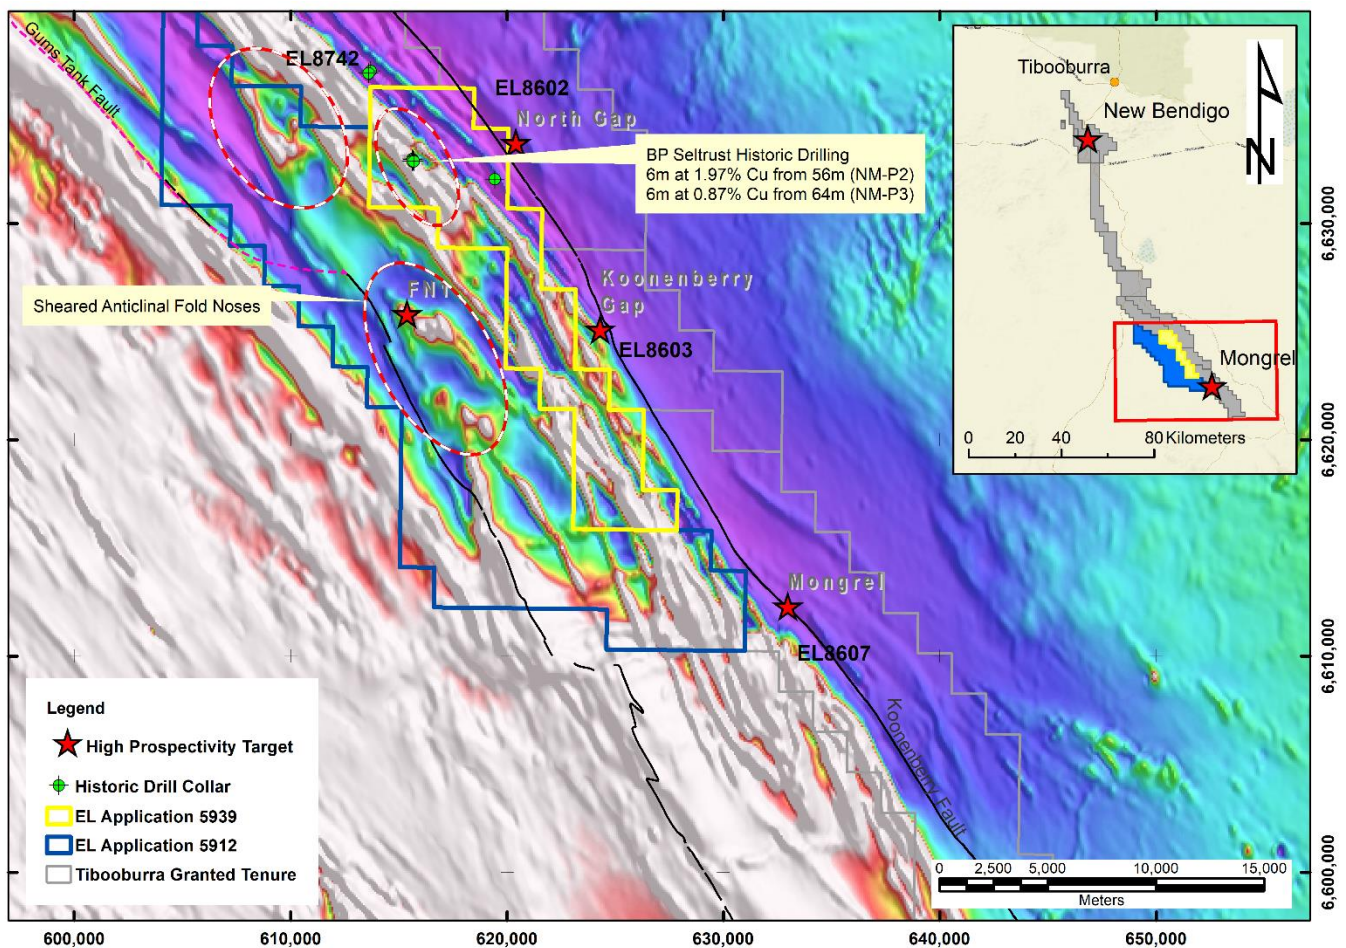 Gums Tank Fault
EL8742
EL8602
North Gap
BP Seltrust Historic Drilling
6m at 1.97% Cu from 56m (NM-P2)
6m at 0.87% Cu from 64m (NM-P3)
Koonenberry
Gap
EL8603
Sheared Anticlinal Fold Noses
FN1
Mongrel
EL8607
Koonenberry Fault
Tibooburra
New Bendigo
Mongrel
0 20 40 80 Kilometers
N
6,630,000
6,620,000
6,610,000
6,600,000
Legend
High Prospectivity Target
Historic Drill Collar
EL Application 5939
EL Application 5912
Tibooburra Granted Tenure
0 2,500 5,000 10,000 15,000
Meters
600,000 610,000 620,000 630,000 640,000 650,000